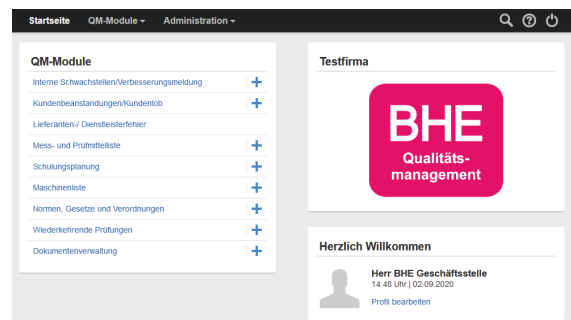 Startseite QM-Module Administration
QM-Module
Interne Schwachstellen/Verbesserungsmeldung
Kundenbeanstandungen/Kundenlob
Lieferanten-/ Dienstleisterfehler
Mess- und Prüfmittelliste
Schulungsplanung
Maschinenliste
Normen, Gesetze und Verordnungen
Wiederkehrende Prüfungen
Dokumentenverwaltung
Testfirma
BHE
Qualitäts-
management
Herzlich Willkommen
Herr BHE Geschäftsstelle
14:46 Uhr | 02.09.2020
Profil bearbeiten